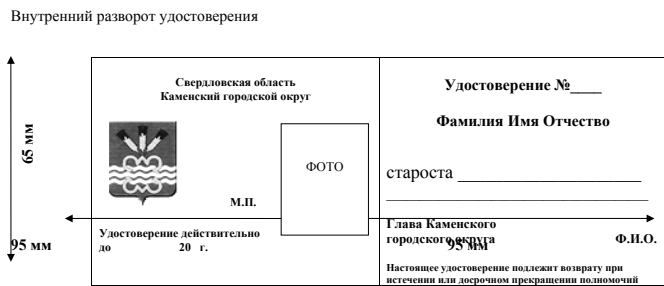 Внутренний разворот удостоверения
65 мм
Свердловская область
Каменский городской округ
ФОТО
М.П.
95 мм
Удостоверение действительно
до 20 г.
Удостоверение №____
Фамилия Имя Отчество
староста _____________________
______________________________
Глава Каменского
городского округа Ф.И.О.
95 мм
Настоящее удостоверение подлежит возврату при
истечении или досрочном прекращении полномочий